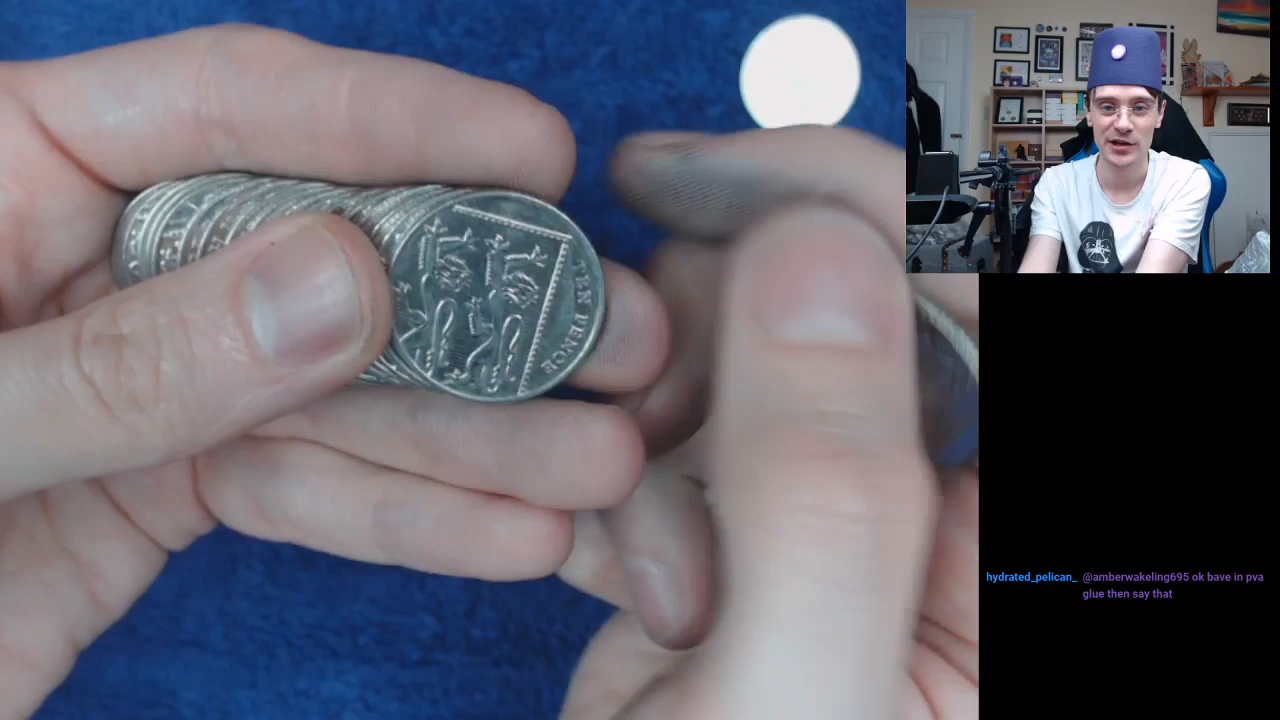 TEN PENCE
hydrated_pelican_ @amberwakeling695 ok bave in pva
glue then say that